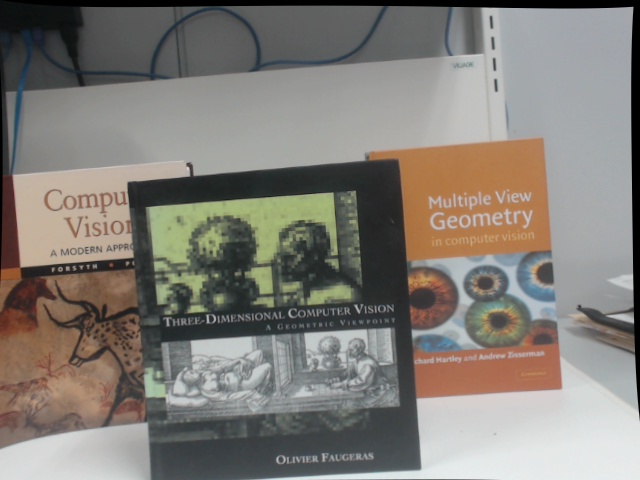 Compu
Vision
A MODERN APPRO
FORSYTH
THREE-DIMENSIONAL COMPUTER VISION
A GEOMETRIC VIEWPOINT
OLIVIER FAUGERAS
Multiple View
Geometry
in computer vision
chard Hartley and Andrew Zisserman
CAMBRIDGE